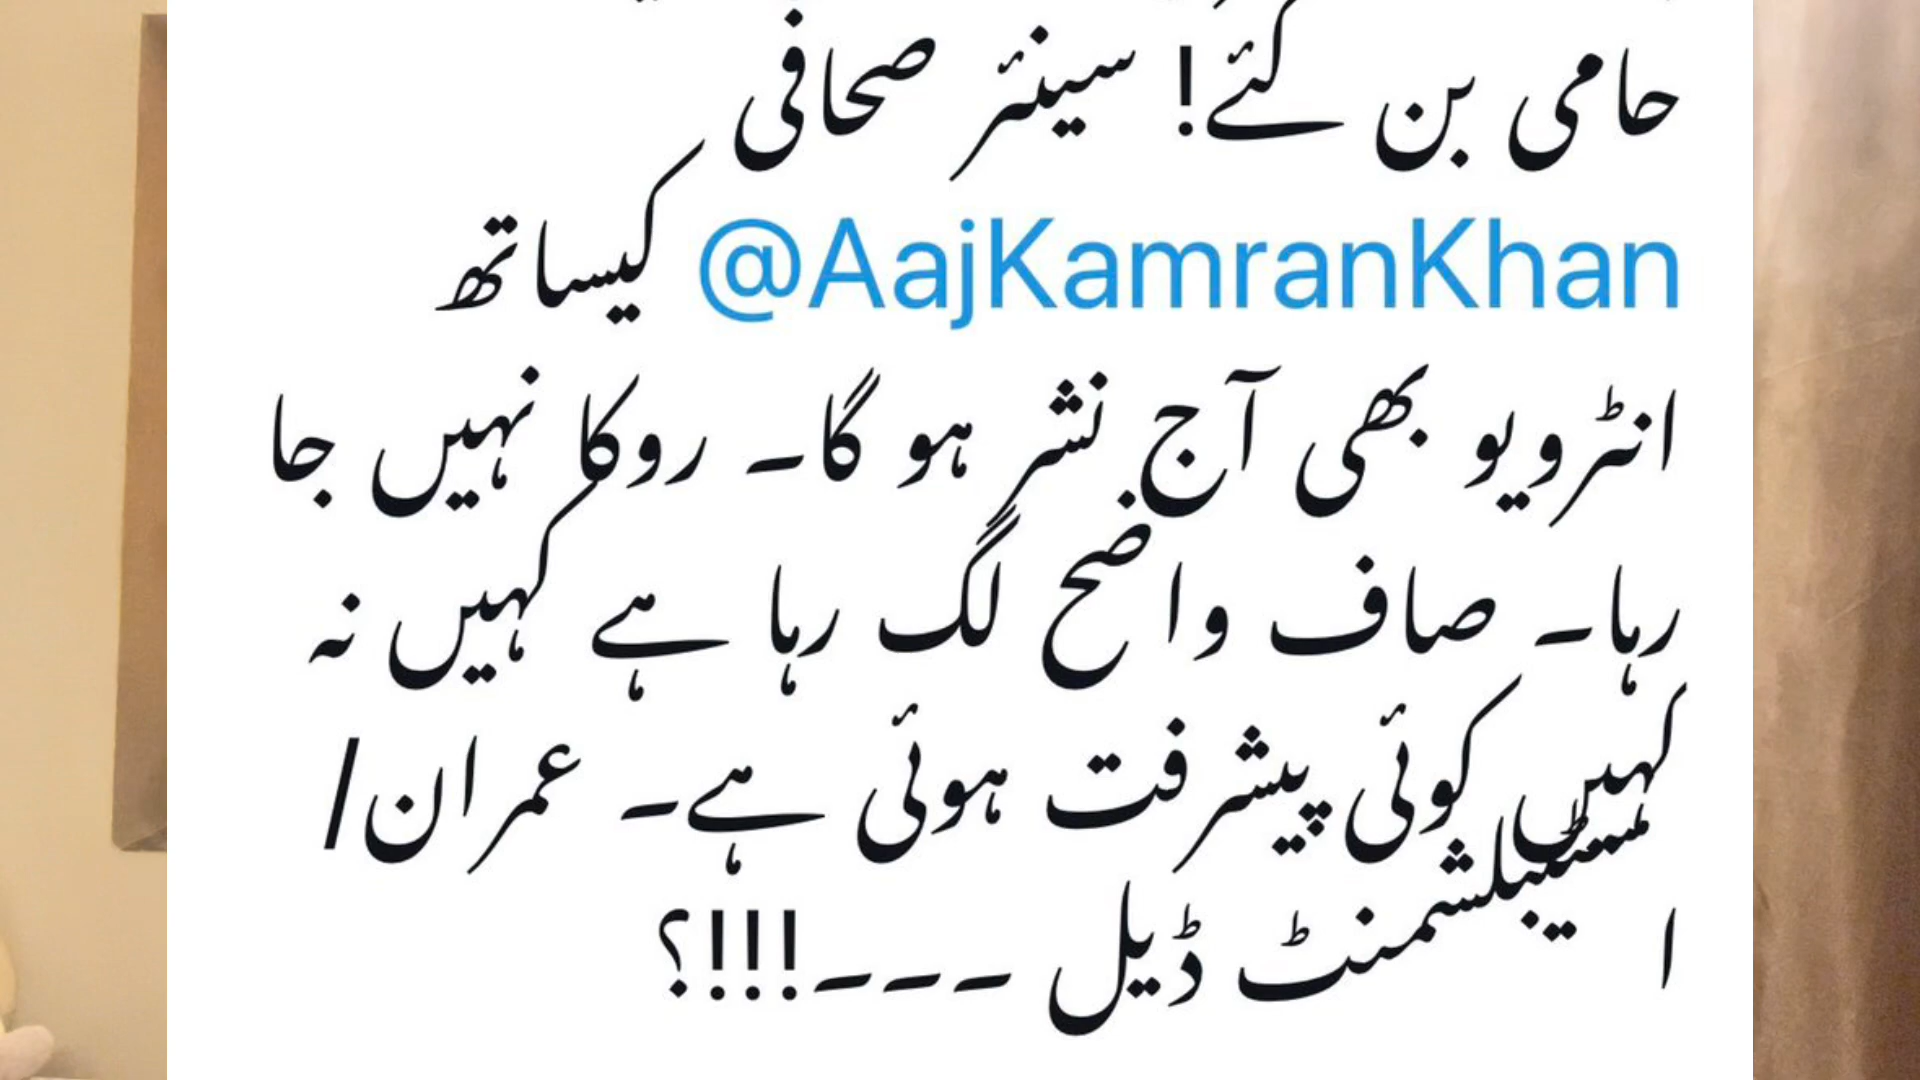 حامی بن گئے! سینئر صحافی
@AajKamranKhan کیساتھ
انٹرویو بھی آج نشر ہو گا۔ روکا نہیں جا
رہا۔ صاف واضح لگ رہا ہے کہیں نہ
کہیں کوئی پیشرفت ہوئی ہے۔ عمران/
اسٹیبلشمنٹ ڈیل ۔۔۔!!!؟